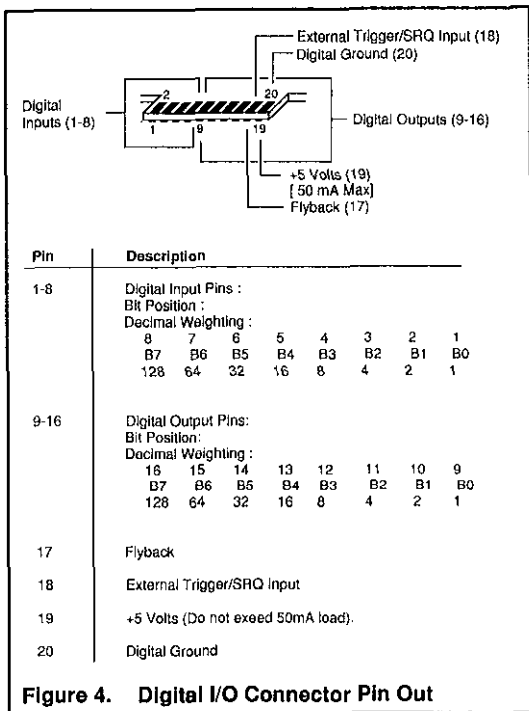 External Trigger/SRQ Input (18)
Digital Ground (20)
2
20
Digital
Inputs (1-8)
Digital Outputs (9-16)
1
9
19
+5 Volts (19)
[ 50 mA Max]
Flyback (17)
Pin Description
1-8 Digital Input Pins :
Bit Position :
Decimal Weighting :
8 7 6 5 4 3 2 1
B7 B6 B5 B4 B3 B2 B1 B0
128 64 32 16 8 4 2 1
9-16 Digital Output Pins:
Bit Position:
Decimal Weighting :
16 15 14 13 12 11 10 9
B7 B6 B5 B4 B3 B2 B1 B0
128 64 32 16 8 4 2 1
17 Flyback
18 External Trigger/SRQ Input
19 +5 Volts (Do not exeed 50mA load).
20 Digital Ground
Figure 4. Digital I/O Connector Pin Out